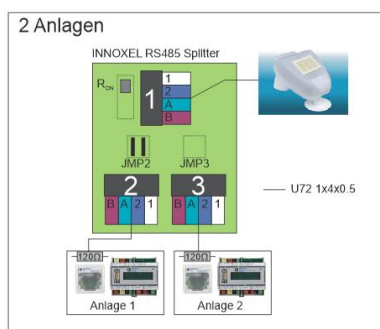 2 Anlagen
INNOXEL RS485 Splitter
RON
1
1
2
A
B
JMP2
JMP3
2
3
B A 2 1
B A 2 1
U72 1x4x0.5
120Ω
120Ω
Anlage 1
Anlage 2